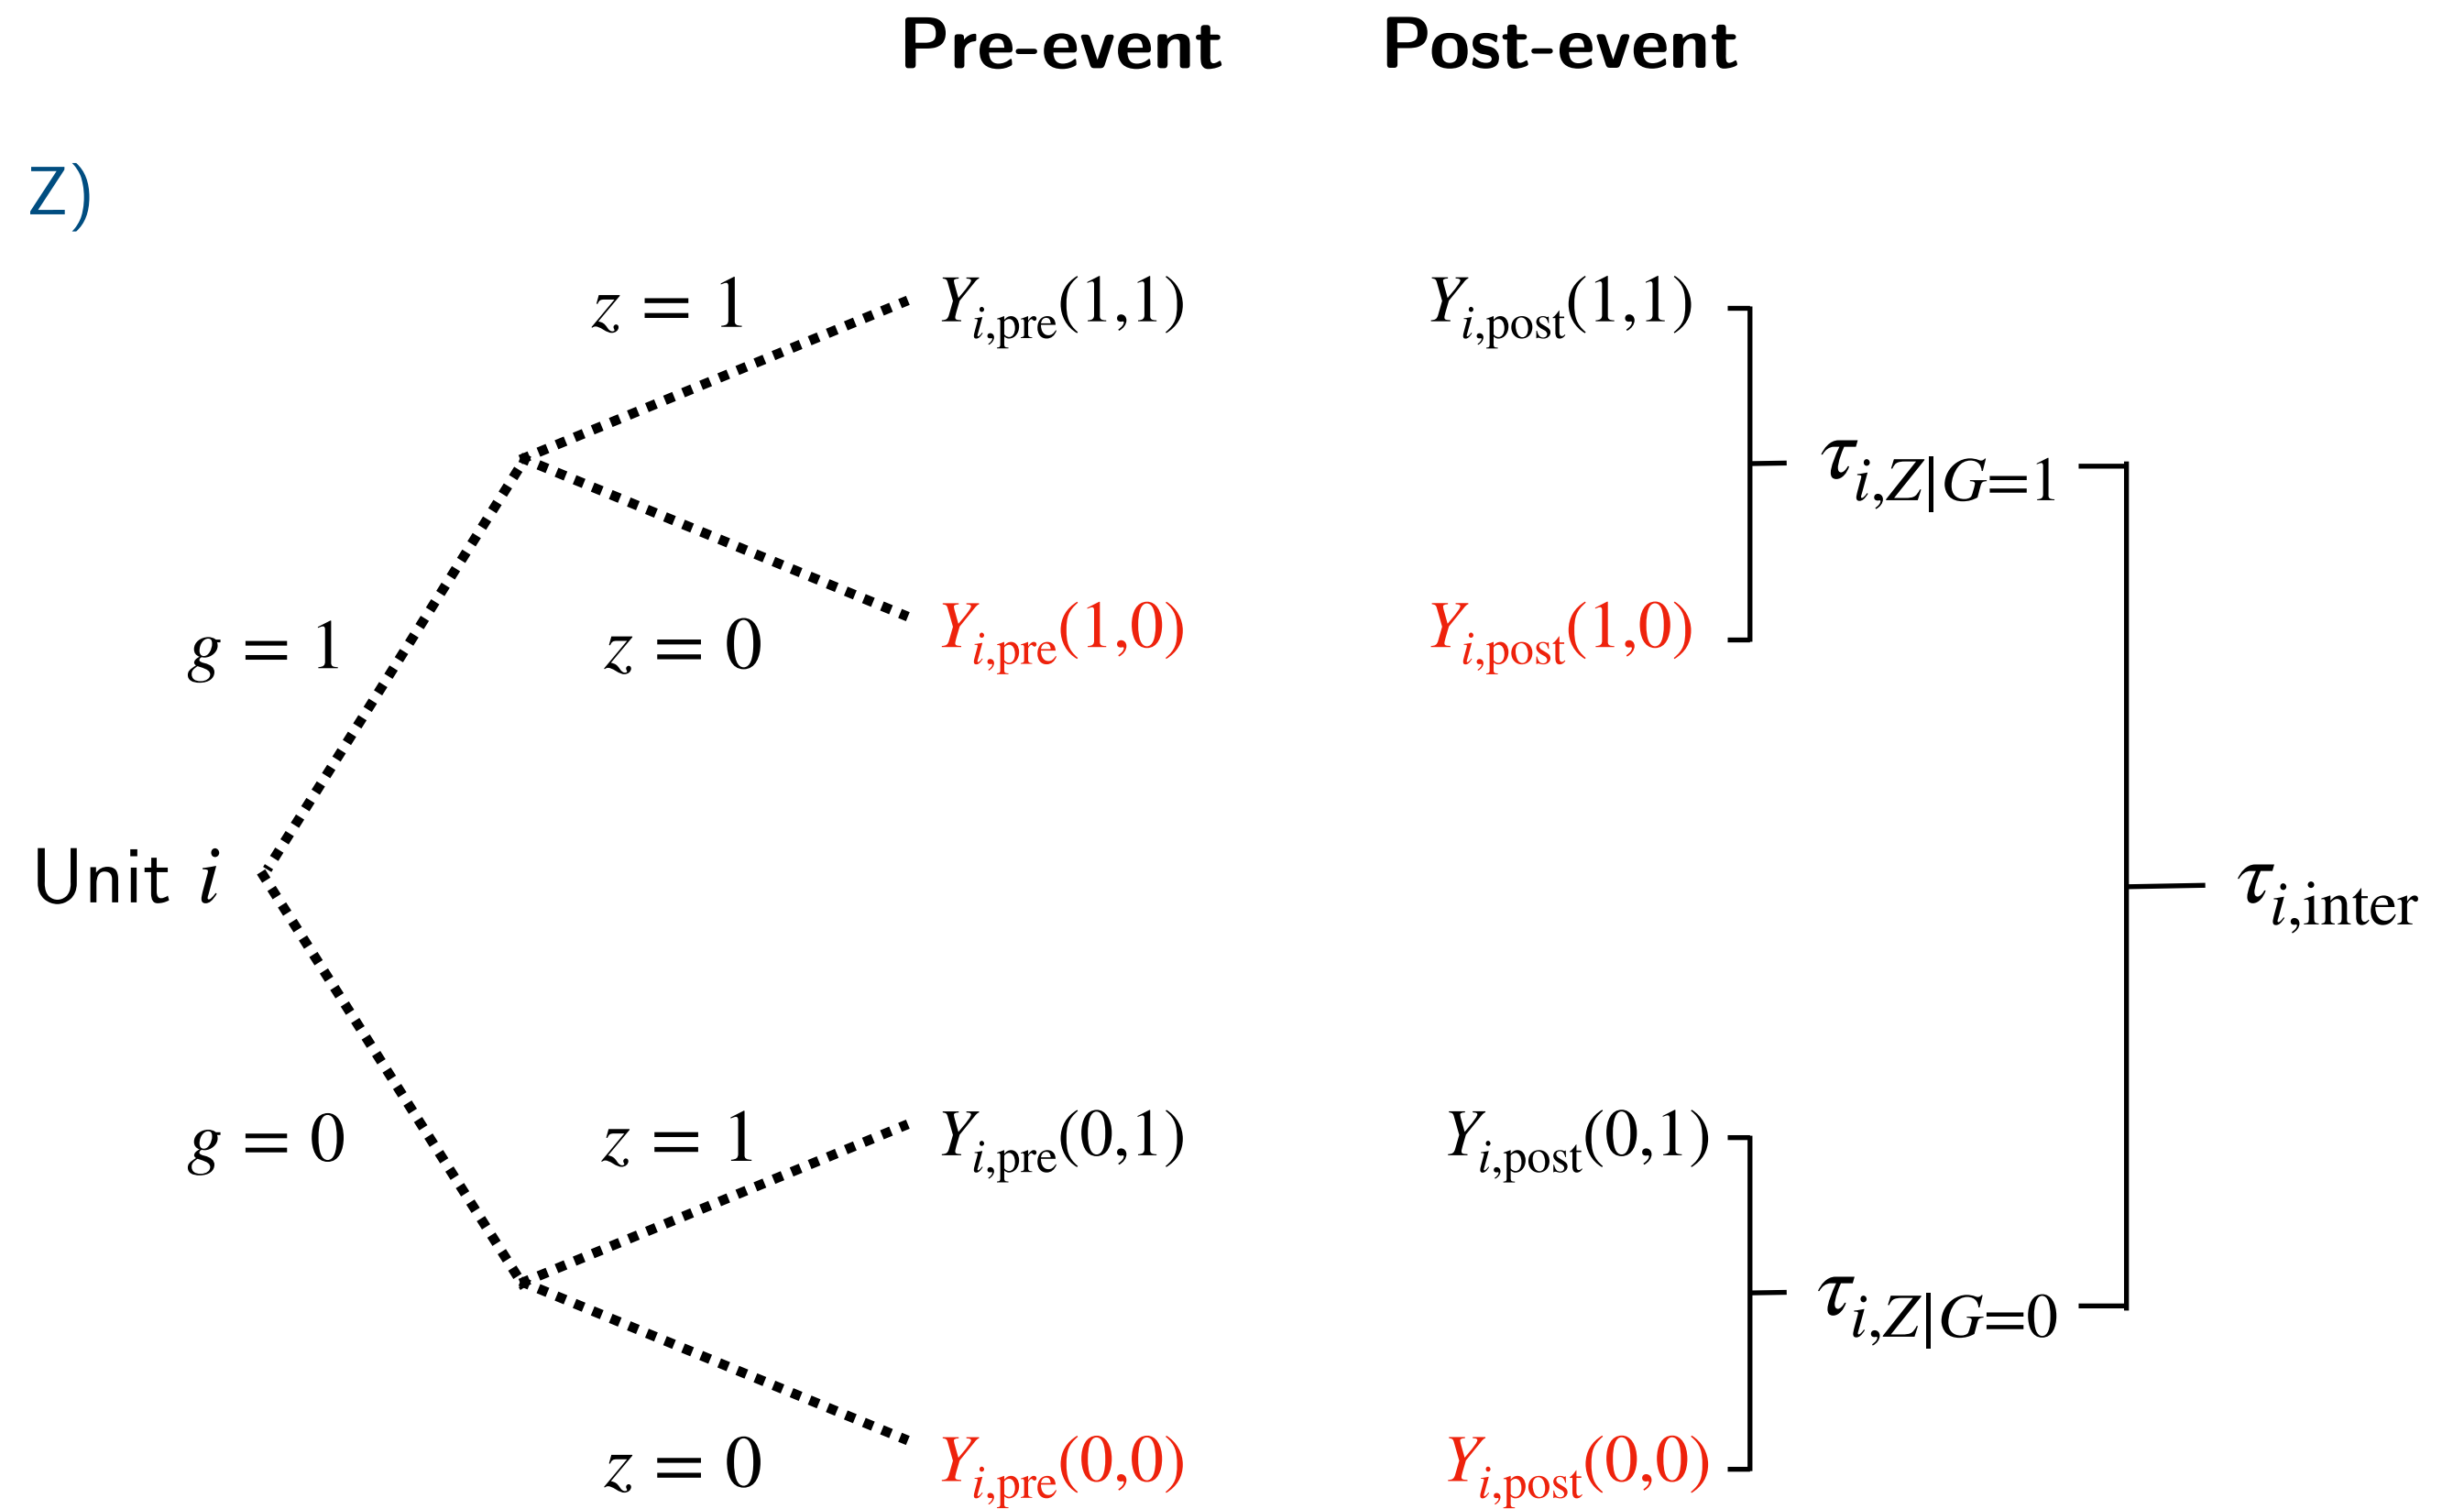 Pre-event Post-event
Z)
z = 1 Y_{i,pre}(1,1) Y_{i,post}(1,1)
τ_{i,Z|G=1}
g = 1 z = 0 Y_{i,pre}(1,0) Y_{i,post}(1,0)
Unit i τ_{i,inter}
g = 0 z = 1 Y_{i,pre}(0,1) Y_{i,post}(0,1)
τ_{i,Z|G=0}
z = 0 Y_{i,pre}(0,0) Y_{i,post}(0,0)